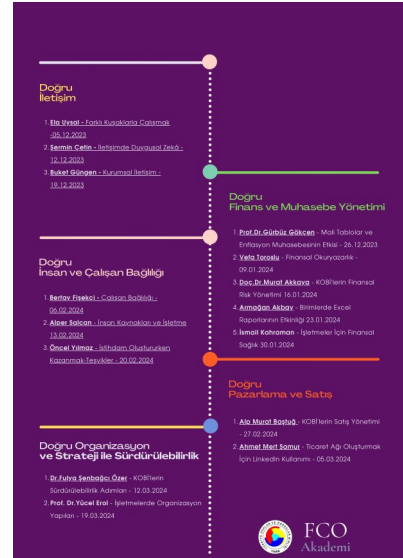 Doğru
İletişim
1. Ela Uysal - Farklı Kuşaklarla Çalışmak
-05.12.2023
2. Şermin Çetin - İletişimde Duygusal Zekâ -
12.12.2023
3. Buket Güngen - Kurumsal İletişim -
19.12.2023
Doğru
Finans ve Muhasebe Yönetimi
1. Prof.Dr.Gürbüz Gökçen - Mali Tablolar ve
Enflasyon Muhasebesinin Etkisi - 26.12.2023
2. Vefa Toroslu - Finansal Okuryazarlık -
09.01.2024
3. Doç.Dr.Murat Akkaya - KOBİ'lerin Finansal
Risk Yönetimi 16.01.2024
4. Armağan Akbay - Birimlerde Excel
Raporlarının Etkinliği 23.01.2024
5. İsmail Kahraman - İşletmeler İçin Finansal
Sağlık 30.01.2024
Doğru
İnsan ve Çalışan Bağlılığı
1. Bertay Fişekçi - Çalışan Bağlılığı -
06.02.2024
2. Alper Salcan - İnsan Kaynakları ve İşletme
13.02.2024
3. Öncel Yılmaz - İstihdam Oluştururken
Kazanmak-Teşvikler - 20.02.2024
Doğru
Pazarlama ve Satış
1. Alp Murat Baştuğ - KOBİ'lerin Satış Yönetimi
- 27.02.2024
2. Ahmet Mert Samur - Ticaret Ağı Oluşturmak
İçin LinkedIn Kullanımı - 05.03.2024
Doğru Organizasyon
ve Strateji ile Sürdürülebilirlik
1. Dr.Fulya Şenbağcı Özer - KOBİ'lerin
Sürdürülebilirlik Adımları - 12.03.2024
2. Prof. Dr.Yücel Erol - İşletmelerde Organizasyon
Yapıları - 19.03.2024
FCO
Akademi